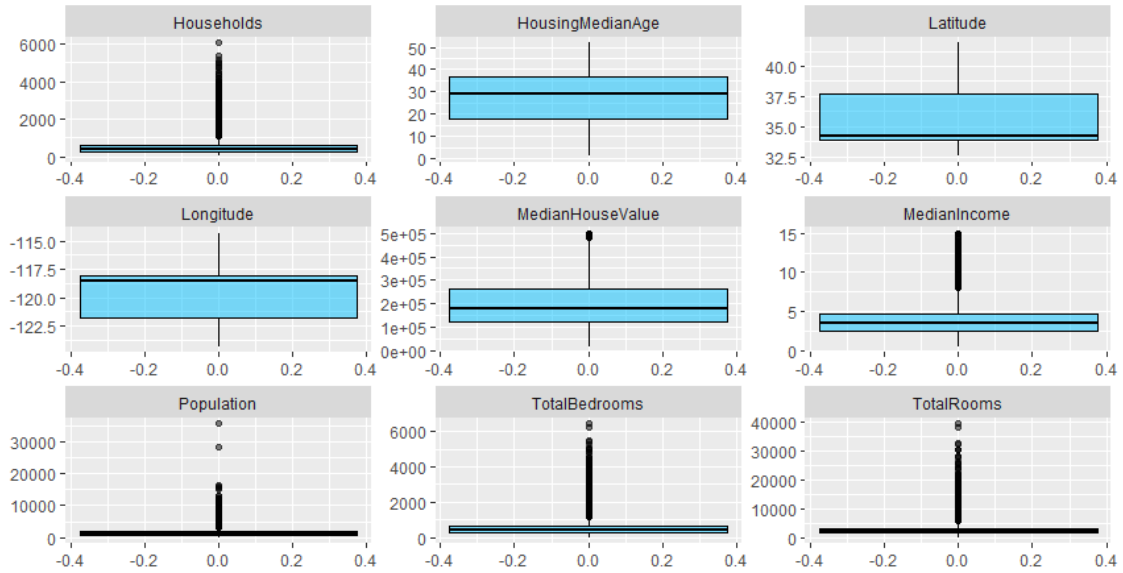 Households HousingMedianAge Latitude
6000 50 40.0
4000 40 37.5
2000 30 35.0
0 20 32.5
10
0
-0.4 -0.2 0.0 0.2 0.4 -0.4 -0.2 0.0 0.2 0.4 -0.4 -0.2 0.0 0.2 0.4
Longitude MedianHouseValue MedianIncome
-115.0 5e+05 15
-117.5 4e+05 10
-120.0 3e+05 5
-122.5 2e+05 0
1e+05
0e+00
-0.4 -0.2 0.0 0.2 0.4 -0.4 -0.2 0.0 0.2 0.4 -0.4 -0.2 0.0 0.2 0.4
Population TotalBedrooms TotalRooms
30000 6000 40000
20000 4000 30000
10000 2000 20000
0 0 10000
0
-0.4 -0.2 0.0 0.2 0.4 -0.4 -0.2 0.0 0.2 0.4 -0.4 -0.2 0.0 0.2 0.4